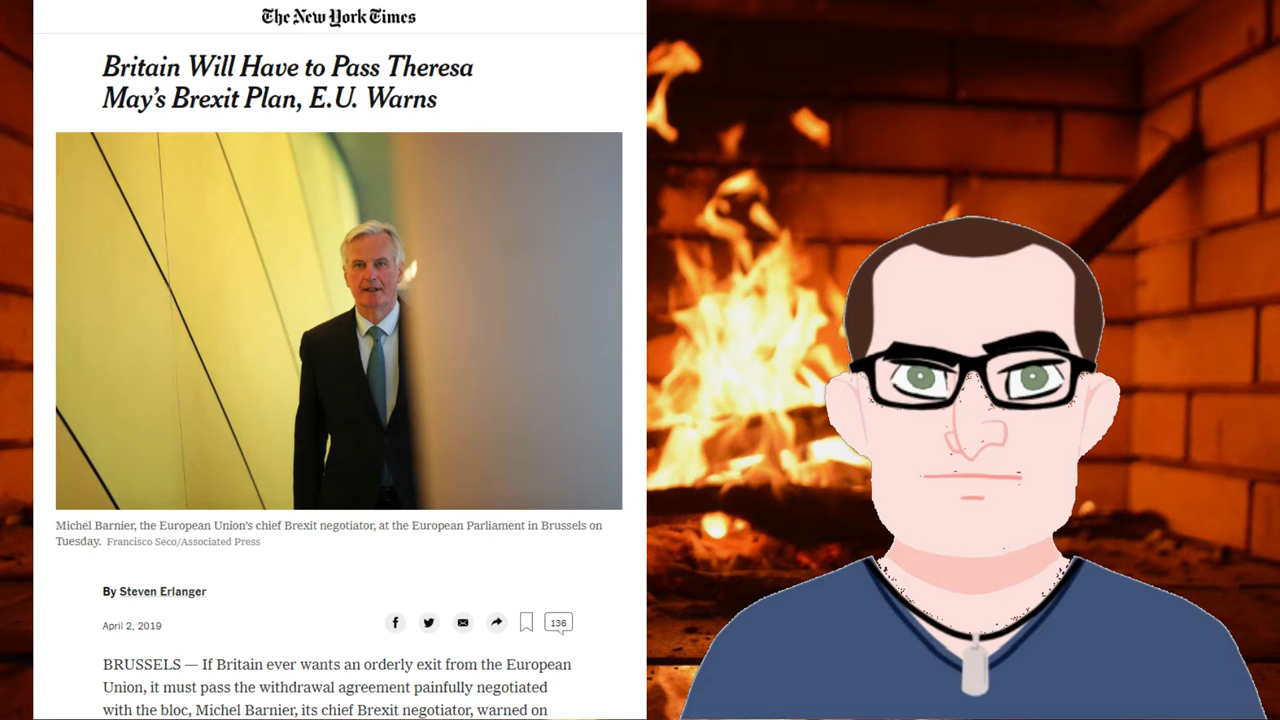 The New York Times
Britain Will Have to Pass Theresa
May's Brexit Plan, E.U. Warns
Michel Barnier, the European Union's chief Brexit negotiator, at the European Parliament in Brussels on
Tuesday. Francisco Seco/Associated Press
By Steven Erlanger
April 2, 2019
136
BRUSSELS — If Britain ever wants an orderly exit from the European
Union, it must pass the withdrawal agreement painfully negotiated
with the bloc, Michel Barnier, its chief Brexit negotiator, warned on